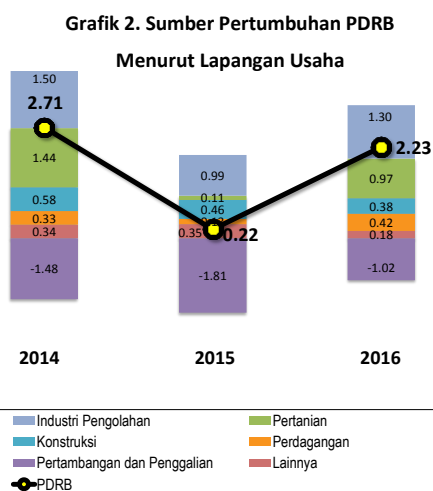 Grafik 2. Sumber Pertumbuhan PDRB
Menurut Lapangan Usaha
1.50
2.71
1.44
0.58
0.33
0.34
-1.48
0.99
0.11
0.46
0.35
0.22
-1.81
1.30
2.23
0.97
0.38
0.42
0.18
-1.02
2014 2015 2016
Industri Pengolahan Pertanian
Konstruksi Perdagangan
Pertambangan dan Penggalian Lainnya
PDRB